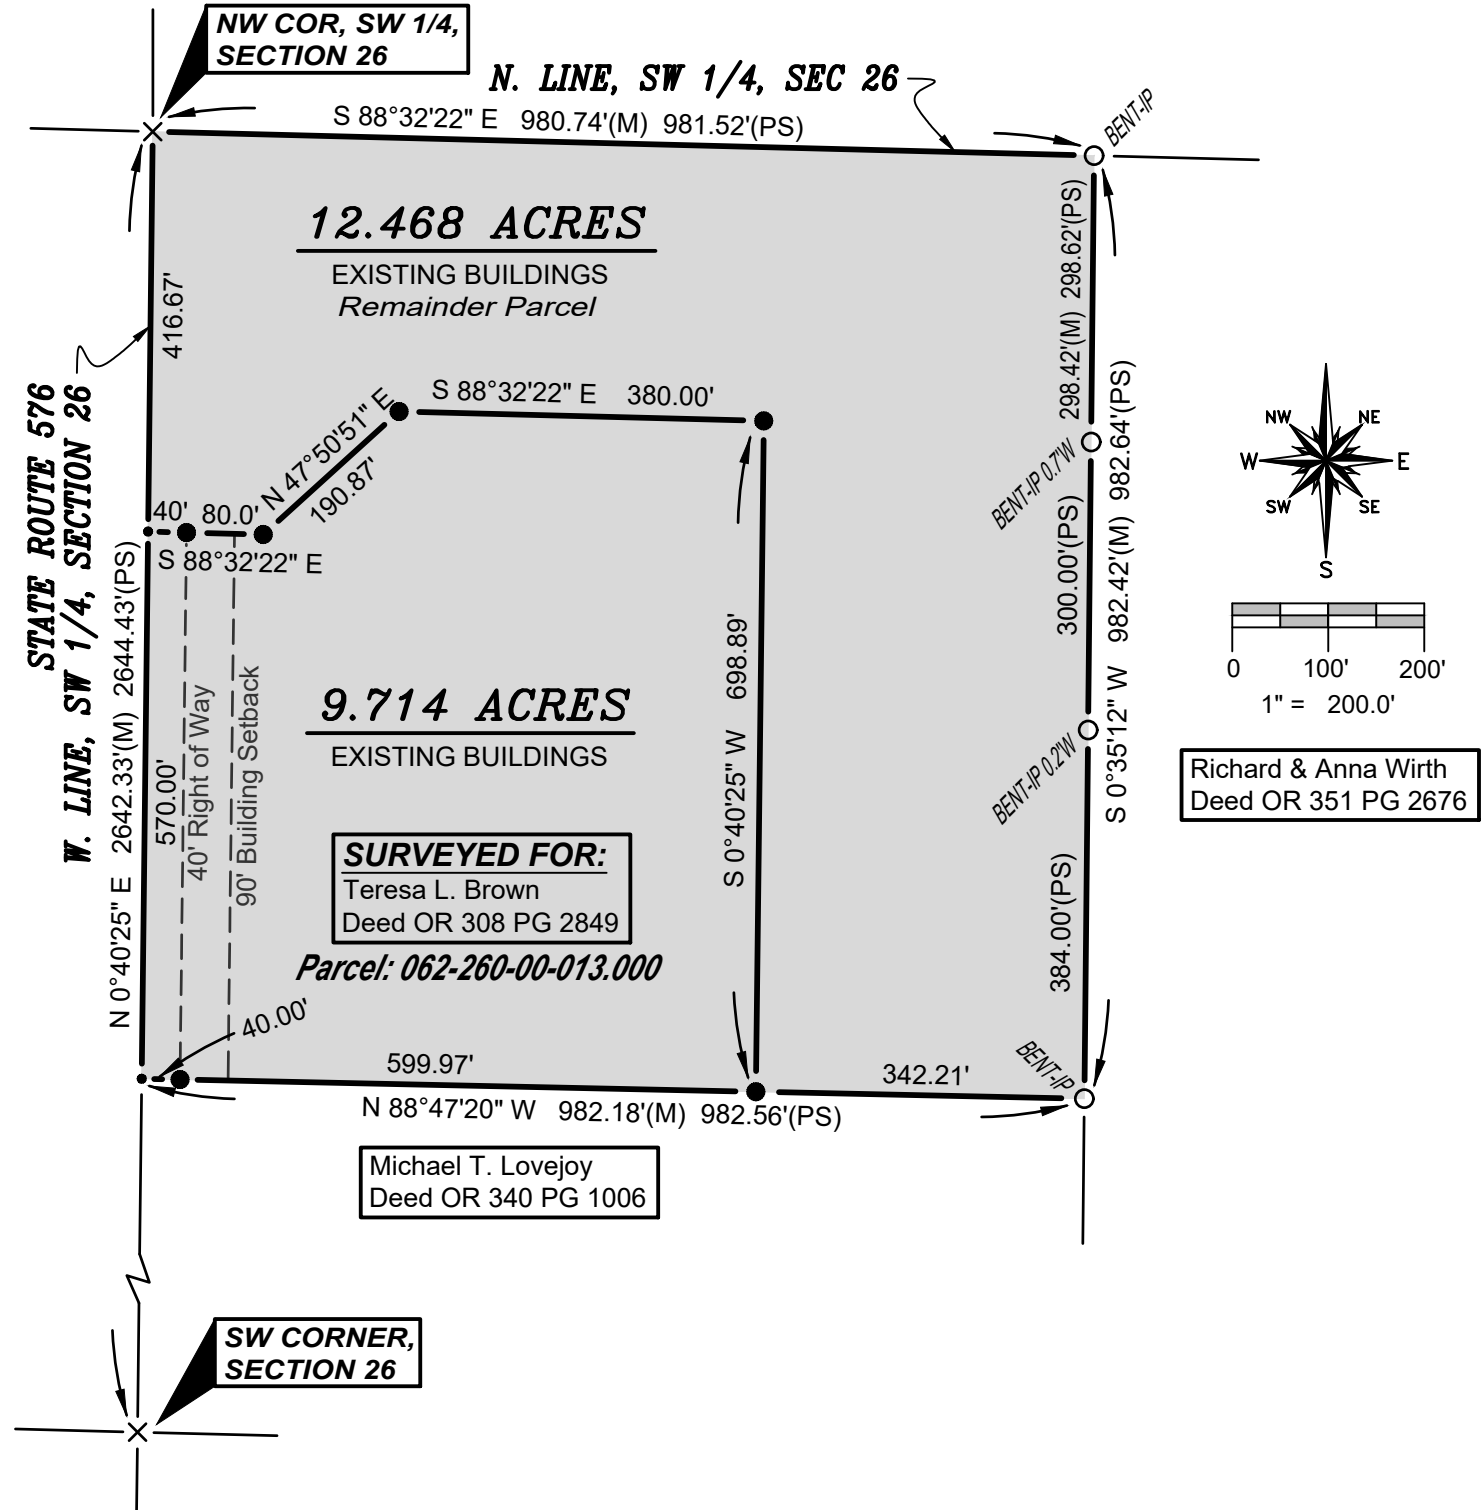 NW COR, SW 1/4,
SECTION 26
N. LINE, SW 1/4, SEC 26
S 88°32'22" E 980.74'(M) 981.52'(PS)
BENT-IP
12.468 ACRES
EXISTING BUILDINGS
Remainder Parcel
416.67'
298.42'(M) 298.62'(PS)
STATE ROUTE 576
W. LINE, SW 1/4, SECTION 26
S 88°32'22" E 380.00'
N 47°50'51" E
190.87'
40'
80.0'
S 88°32'22" E
BENT-IP 0.7'W
300.00'(PS)
S 0°35'12" W 982.42'(M) 982.64'(PS)
NW
NE
W
E
SW
SE
S
0 100' 200'
1" = 200.0'
N 0°40'25" E 2642.33'(M) 2644.43'(PS)
570.00'
40' Right of Way
90' Building Setback
9.714 ACRES
EXISTING BUILDINGS
S 0°40'25" W 698.89'
BENT-IP 0.2'W
Richard & Anna Wirth
Deed OR 351 PG 2676
SURVEYED FOR:
Teresa L. Brown
Deed OR 308 PG 2849
Parcel: 062-260-00-013.000
384.00'(PS)
40.00'
599.97'
342.21'
BENT-IP
N 88°47'20" W 982.18'(M) 982.56'(PS)
Michael T. Lovejoy
Deed OR 340 PG 1006
SW CORNER,
SECTION 26